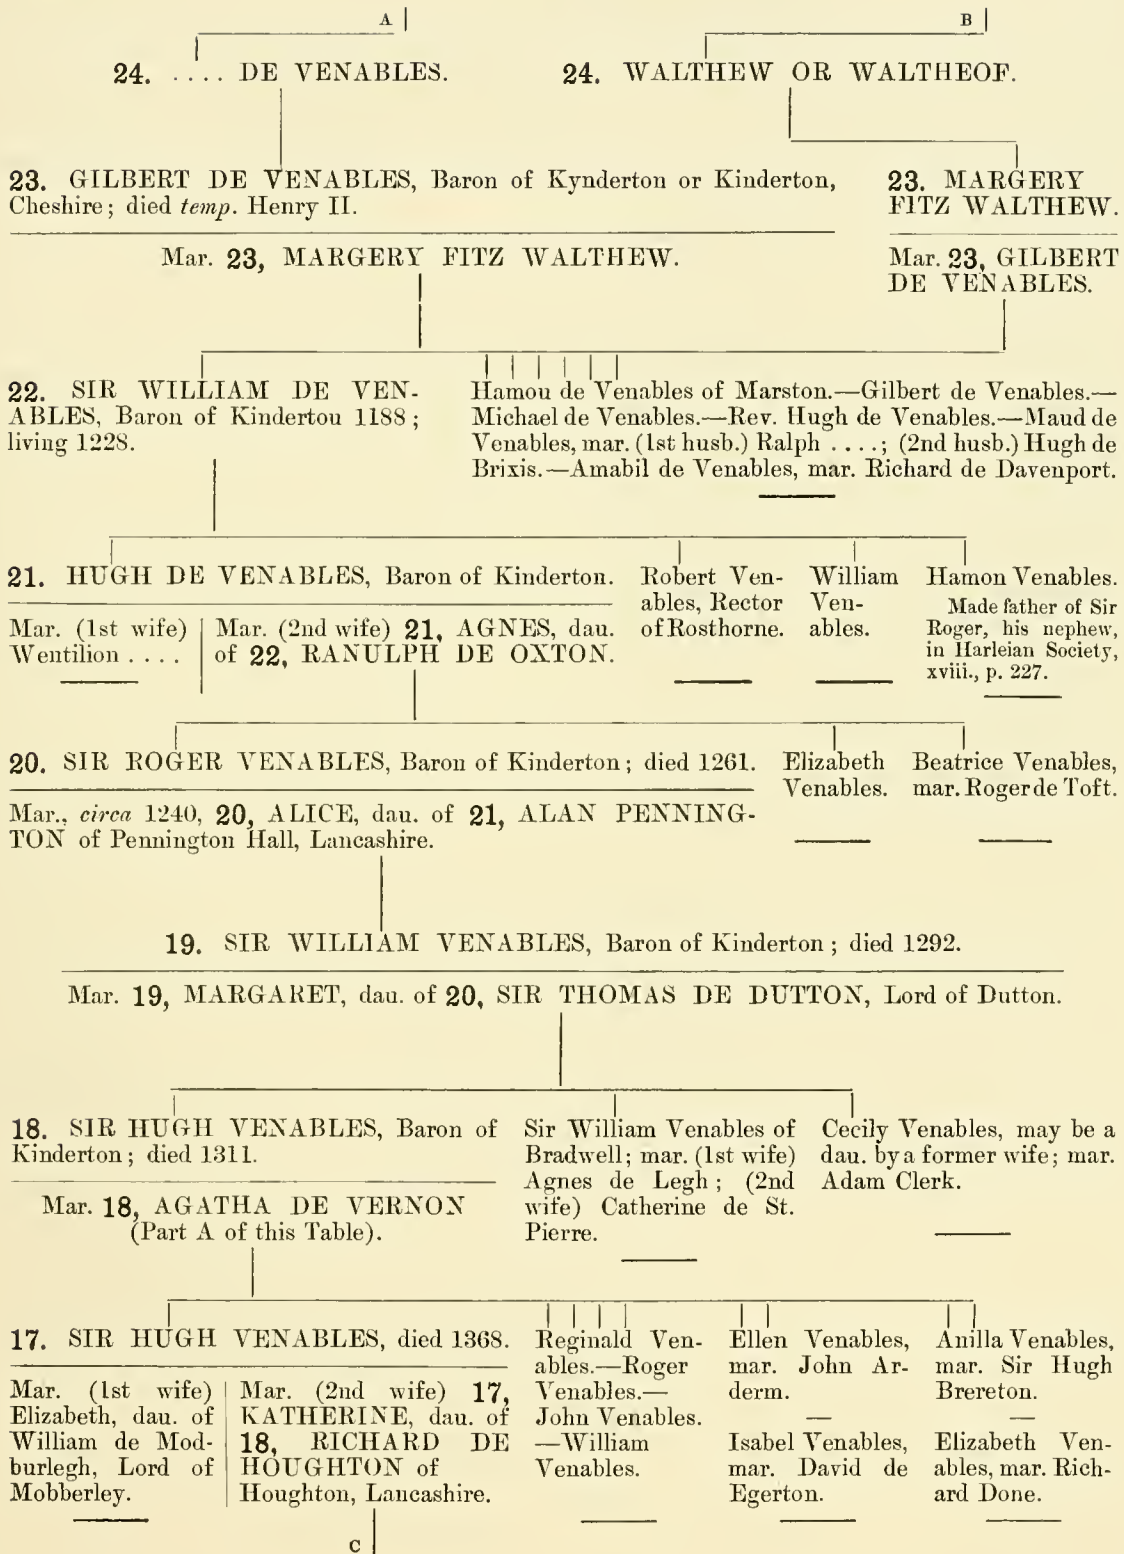 A
B
24. .... DE VENABLES.
24. WALTHEW OR WALTHEOF.
23. GILBERT DE VENABLES, Baron of Kynderton or Kinderton,
Cheshire; died temp. Henry II.
Mar. 23, MARGERY FITZ WALTHEW.
23. MARGERY
FITZ WALTHEW.
Mar. 23, GILBERT
DE VENABLES.
22. SIR WILLIAM DE VEN-
ABLES, Baron of Kindertou 1188;
living 1228.
Hamou de Venables of Marston.—Gilbert de Venables.—
Michael de Venables.—Rev. Hugh de Venables.—Maud de
Venables, mar. (1st husb.) Ralph ....; (2nd husb.) Hugh de
Brixis.—Amabil de Venables, mar. Richard de Davenport.
21. HUGH DE VENABLES, Baron of Kinderton.
Mar. (1st wife)
Wentilion ....
Mar. (2nd wife) 21, AGNES, dau.
of 22, RANULPH DE OXTON.
Robert Ven-
ables, Rector
of Rosthorne.
William
Ven-
ables.
Hamon Venables.
Made father of Sir
Roger, his nephew,
in Harleian Society,
xviii., p. 227.
20. SIR ROGER VENABLES, Baron of Kinderton; died 1261.
Mar., circa 1240, 20, ALICE, dau. of 21, ALAN PENNING-
TON of Pennington Hall, Lancashire.
Elizabeth
Venables.
Beatrice Venables,
mar. Roger de Toft.
19. SIR WILLIAM VENABLES, Baron of Kinderton; died 1292.
Mar. 19, MARGARET, dau. of 20, SIR THOMAS DE DUTTON, Lord of Dutton.
18. SIR HUGH VENABLES, Baron of
Kinderton; died 1311.
Mar. 18, AGATHA DE VERNON
(Part A of this Table).
Sir William Venables of
Bradwell; mar. (1st wife)
Agnes de Legh; (2nd
wife) Catherine de St.
Pierre.
Cecily Venables, may be a
dau. by a former wife; mar.
Adam Clerk.
17. SIR HUGH VENABLES, died 1368.
Mar. (1st wife)
Elizabeth, dau. of
William de Mod-
burlegh, Lord of
Mobberley.
Mar. (2nd wife) 17,
KATHERINE, dau. of
18, RICHARD DE
HOUGHTON of
Houghton, Lancashire.
Reginald Ven-
ables.—Roger
Venables.—
John Venables.
—William
Venables.
Ellen Venables,
mar. John Ar-
derm.
—
Isabel Venables,
mar. David de
Egerton.
Anilla Venables,
mar. Sir Hugh
Brereton.
—
Elizabeth Ven-
ables, mar. Rich-
ard Done.
C